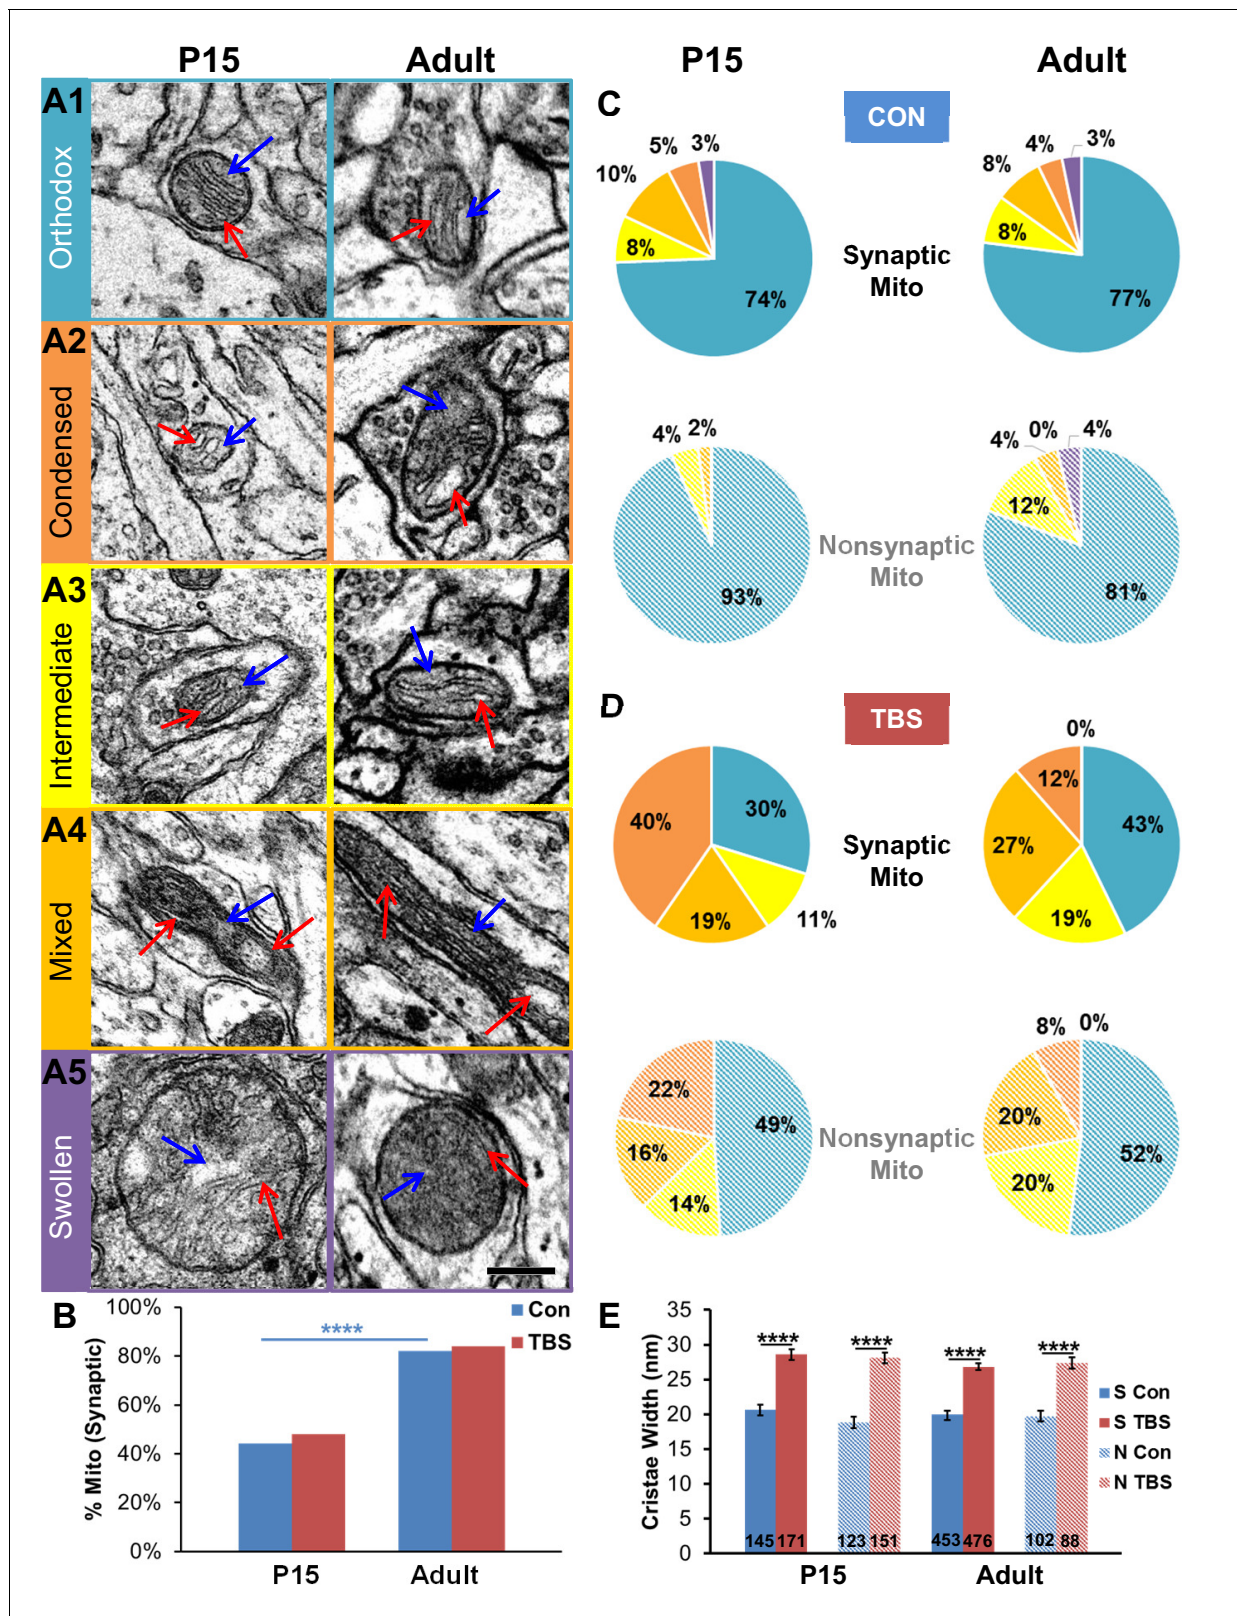 P15 Adult
A1
Orthodox
A2
Condensed
A3
Intermediate
A4
Mixed
A5
Swollen
B
100%
80%
60%
40%
20%
0%
% Mito (Synaptic)
****
Con
TBS
P15 Adult
P15 Adult
C
CON
5% 3%
10%
8%
74%
Synaptic
Mito
4% 3%
8%
8%
77%
4% 2%
93%
Nonsynaptic
Mito
4% 0% 4%
12%
81%
D
TBS
40% 30%
19% 11%
Synaptic
Mito
0%
12%
43%
27%
19%
22%
49%
16%
14%
Nonsynaptic
Mito
8% 0%
20%
52%
20%
E
35
30
25
20
15
10
5
0
Cristae Width (nm)
**** **** **** ****
145 171 123 151 453 476 102 88
P15 Adult
S Con
S TBS
N Con
N TBS